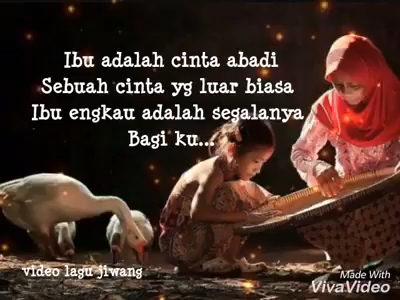 Ibu adalah cinta abadi
Sebuah cinta yg luar biasa
Ibu engkau adalah segalanya
Bagi ku...
video lagu jiwang
Made With
VivaVideo